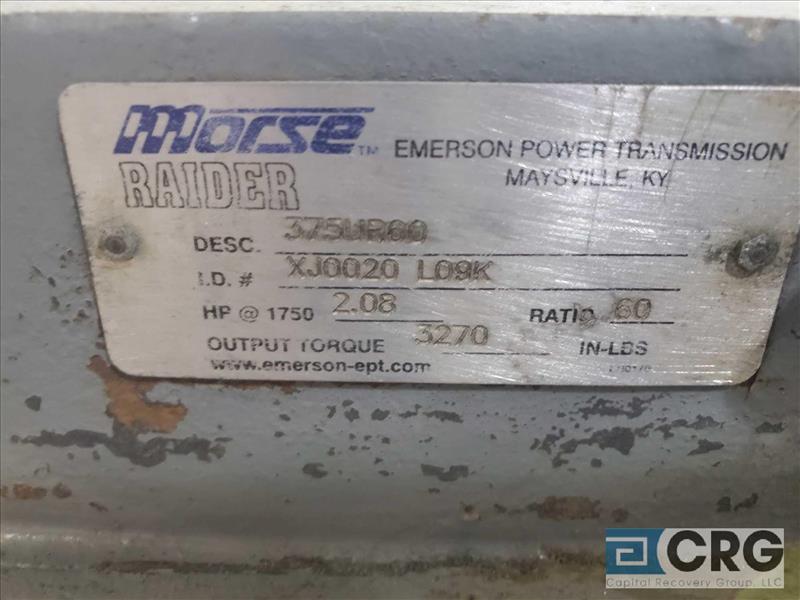 morse™ EMERSON POWER TRANSMISSION
RAIDER MAYSVILLE, KY
DESC. 375UR60
I.D. # XJ0020 L09K
HP @ 1750 2.08 RATIO 60
OUTPUT TORQUE 3270 IN-LBS
www.emerson-ept.com
CRG
Capital Recovery Group, LLC